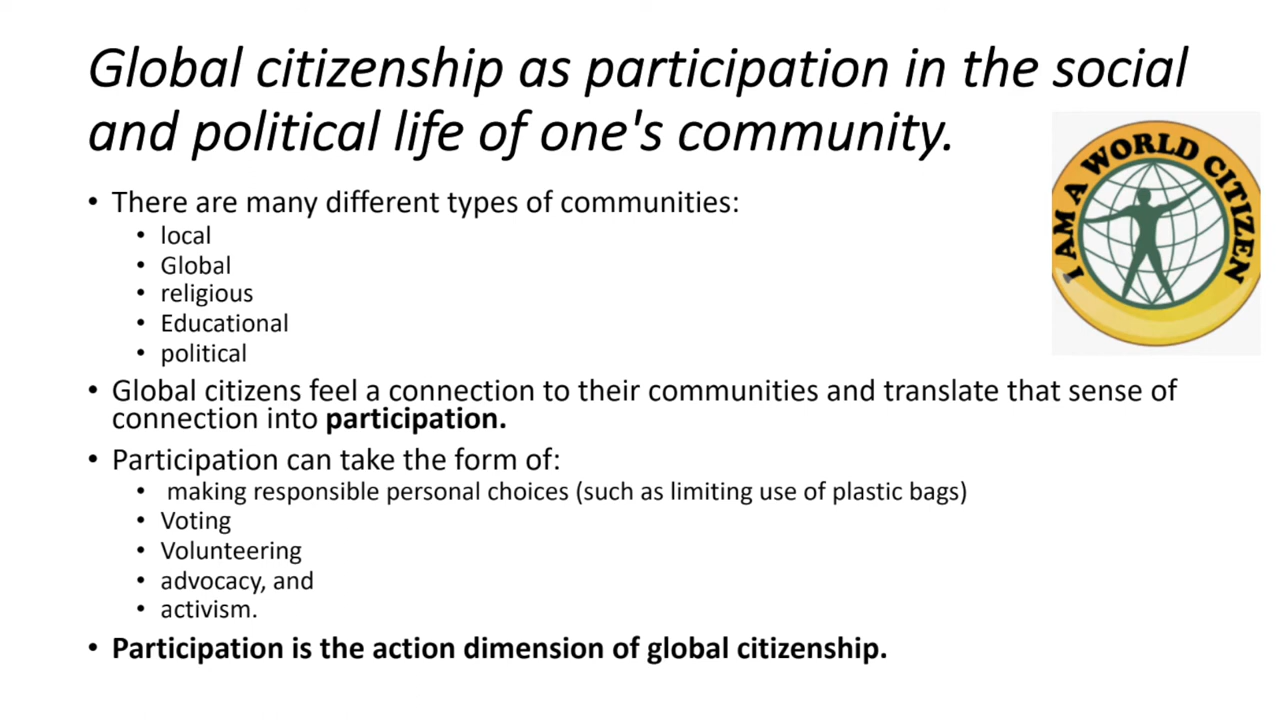 Global citizenship as participation in the social
and political life of one's community.
I AM A WORLD CITIZEN
• There are many different types of communities:
• local
• Global
• religious
• Educational
• political
• Global citizens feel a connection to their communities and translate that sense of
connection into participation.
• Participation can take the form of:
• making responsible personal choices (such as limiting use of plastic bags)
• Voting
• Volunteering
• advocacy, and
• activism.
• Participation is the action dimension of global citizenship.